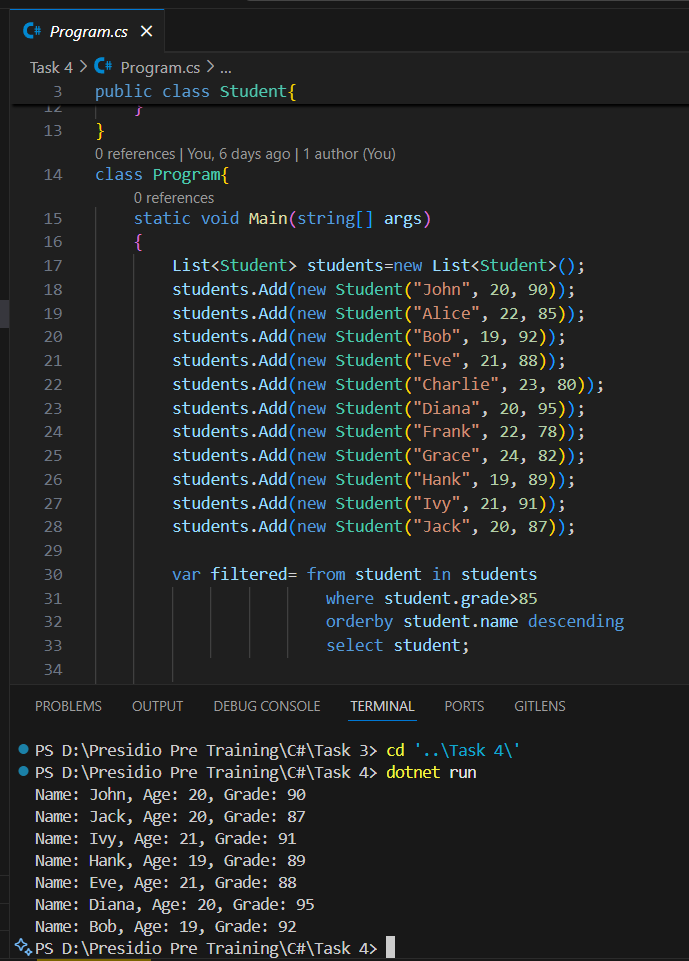 Program.cs
Task 4 > Program.cs > ...
3 public class Student{
12 }
13 }
0 references | You, 6 days ago | 1 author (You)
14 class Program{
0 references
15 static void Main(string[] args)
16 {
17 List<Student> students=new List<Student>();
18 students.Add(new Student("John", 20, 90));
19 students.Add(new Student("Alice", 22, 85));
20 students.Add(new Student("Bob", 19, 92));
21 students.Add(new Student("Eve", 21, 88));
22 students.Add(new Student("Charlie", 23, 80));
23 students.Add(new Student("Diana", 20, 95));
24 students.Add(new Student("Frank", 22, 78));
25 students.Add(new Student("Grace", 24, 82));
26 students.Add(new Student("Hank", 19, 89));
27 students.Add(new Student("Ivy", 21, 91));
28 students.Add(new Student("Jack", 20, 87));
29
30 var filtered= from student in students
31 where student.grade>85
32 orderby student.name descending
33 select student;
34
PROBLEMS OUTPUT DEBUG CONSOLE TERMINAL PORTS GITLENS
PS D:\Presidio Pre Training\C#\Task 3> cd '..\Task 4\'
PS D:\Presidio Pre Training\C#\Task 4> dotnet run
Name: John, Age: 20, Grade: 90
Name: Jack, Age: 20, Grade: 87
Name: Ivy, Age: 21, Grade: 91
Name: Hank, Age: 19, Grade: 89
Name: Eve, Age: 21, Grade: 88
Name: Diana, Age: 20, Grade: 95
Name: Bob, Age: 19, Grade: 92
PS D:\Presidio Pre Training\C#\Task 4>